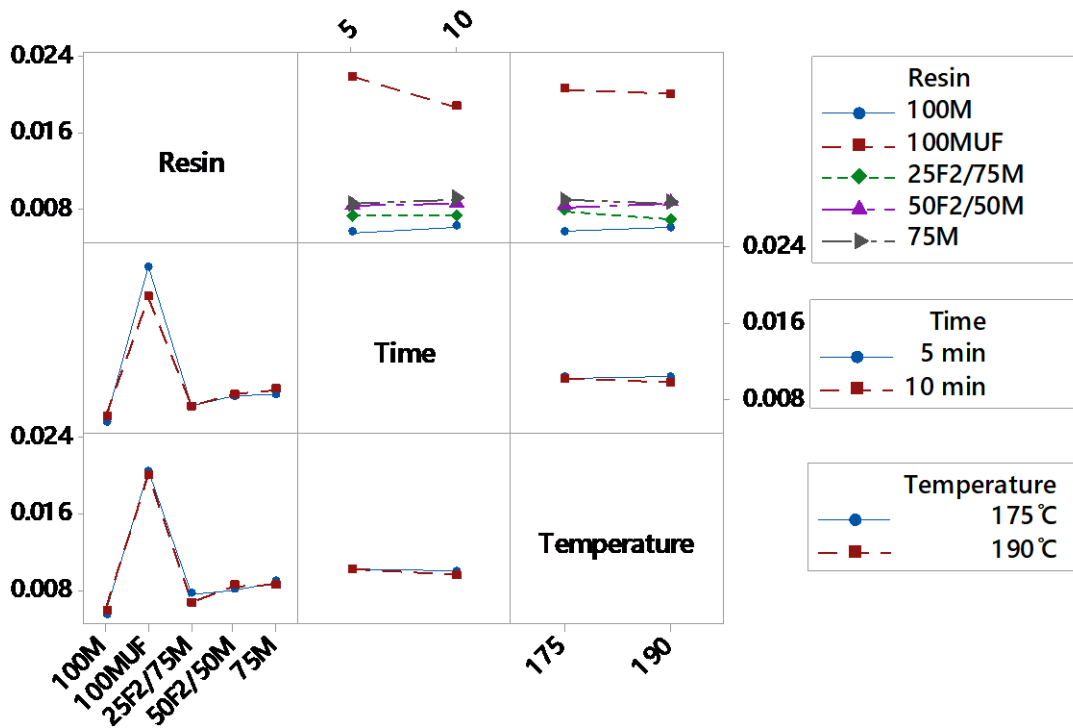 5 10
0.024
0.016
0.008
Resin
Resin
100M
100MUF
25F2/75M
50F2/50M
75M
Time
0.024
0.016
0.008
Time
5 min
10 min
0.024
0.016
0.008
Temperature
Temperature
175℃
190℃
100M
100MUF
25F2/75M
50F2/50M
75M
175
190